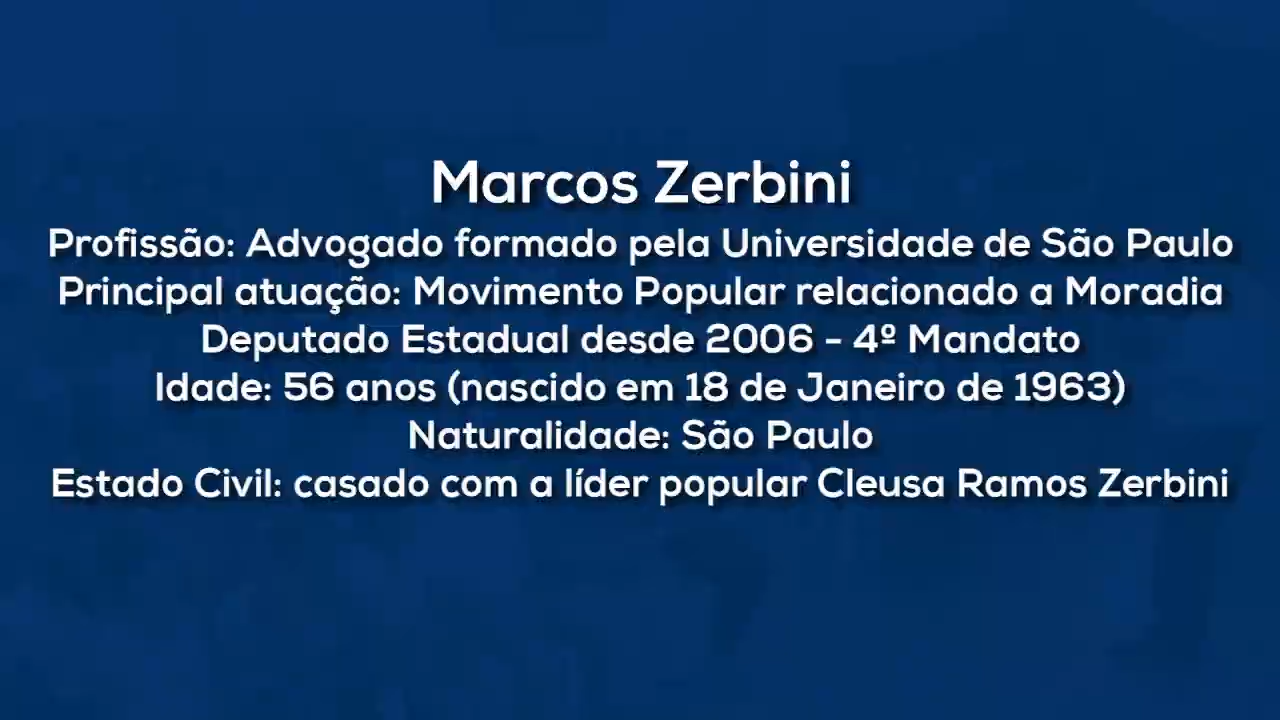 Marcos Zerbini
Profissão: Advogado formado pela Universidade de São Paulo
Principal atuação: Movimento Popular relacionado a Moradia
Deputado Estadual desde 2006 - 4º Mandato
Idade: 56 anos (nascido em 18 de Janeiro de 1963)
Naturalidade: São Paulo
Estado Civil: casado com a líder popular Cleusa Ramos Zerbini